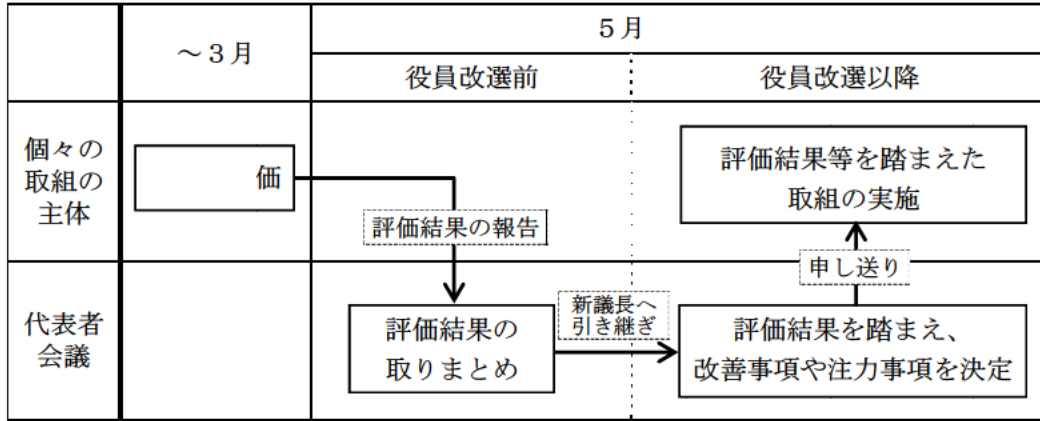 ～３月
５月
役員改選前
役員改選以降
個々の
取組の
主体
価
評価結果の報告
評価結果等を踏まえた
取組の実施
申し送り
代表者
会議
評価結果の
取りまとめ
新議長へ
引き継ぎ
評価結果を踏まえ、
改善事項や注力事項を決定